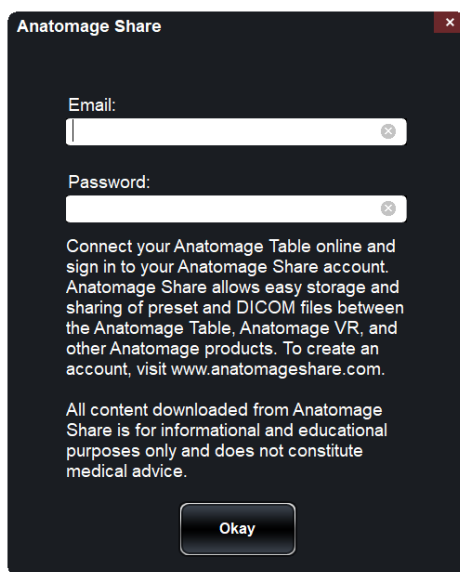 Anatomage Share
Email:
Password:
Connect your Anatomage Table online and
sign in to your Anatomage Share account.
Anatomage Share allows easy storage and
sharing of preset and DICOM files between
the Anatomage Table, Anatomage VR, and
other Anatomage products. To create an
account, visit www.anatomageshare.com.
All content downloaded from Anatomage
Share is for informational and educational
purposes only and does not constitute
medical advice.
Okay